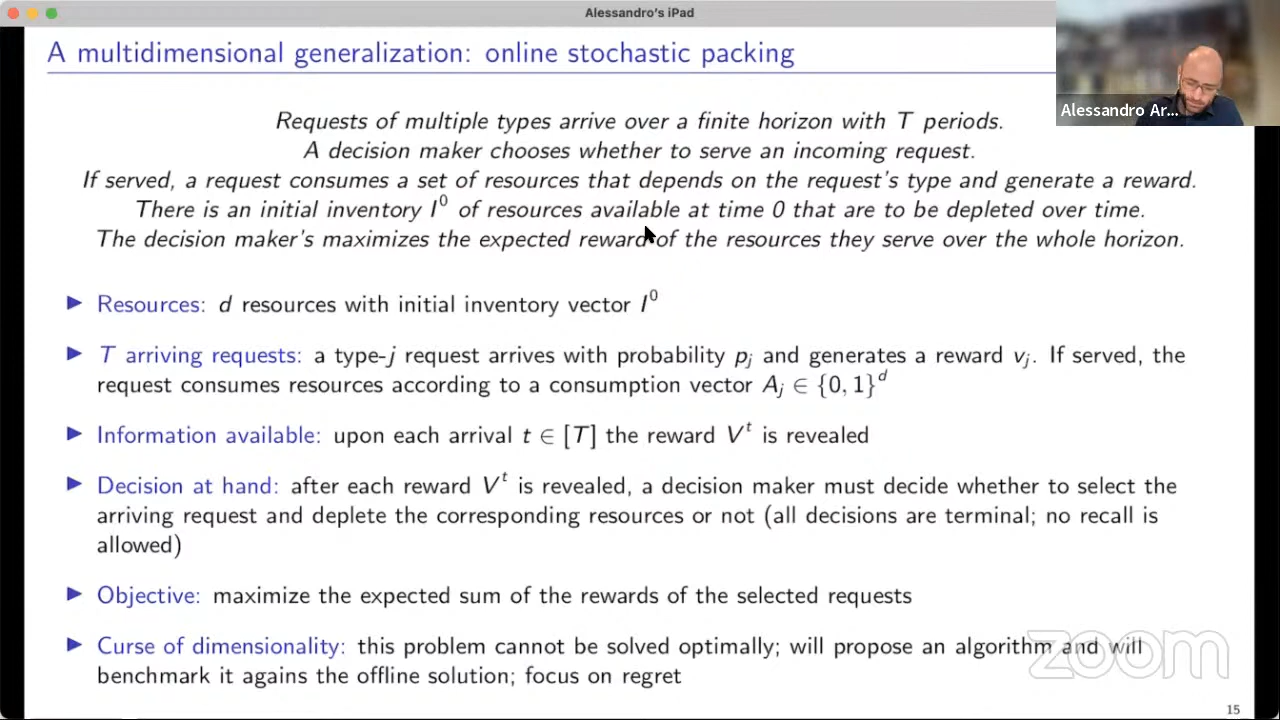 Alessandro's iPad
A multidimensional generalization: online stochastic packing
Alessandro Ar...
Requests of multiple types arrive over a finite horizon with T periods.
A decision maker chooses whether to serve an incoming request.
If served, a request consumes a set of resources that depends on the request's type and generate a reward.
There is an initial inventory I⁰ of resources available at time 0 that are to be depleted over time.
The decision maker's maximizes the expected reward of the resources they serve over the whole horizon.
▶ Resources: d resources with initial inventory vector I⁰
▶ T arriving requests: a type-j request arrives with probability pⱼ and generates a reward vⱼ. If served, the
request consumes resources according to a consumption vector Aⱼ ∈ {0, 1}ᵈ
▶ Information available: upon each arrival t ∈ [T] the reward Vᵗ is revealed
▶ Decision at hand: after each reward Vᵗ is revealed, a decision maker must decide whether to select the
arriving request and deplete the corresponding resources or not (all decisions are terminal; no recall is
allowed)
▶ Objective: maximize the expected sum of the rewards of the selected requests
▶ Curse of dimensionality: this problem cannot be solved optimally; will propose an algorithm and will
benchmark it agains the offline solution; focus on regret
zoom
15